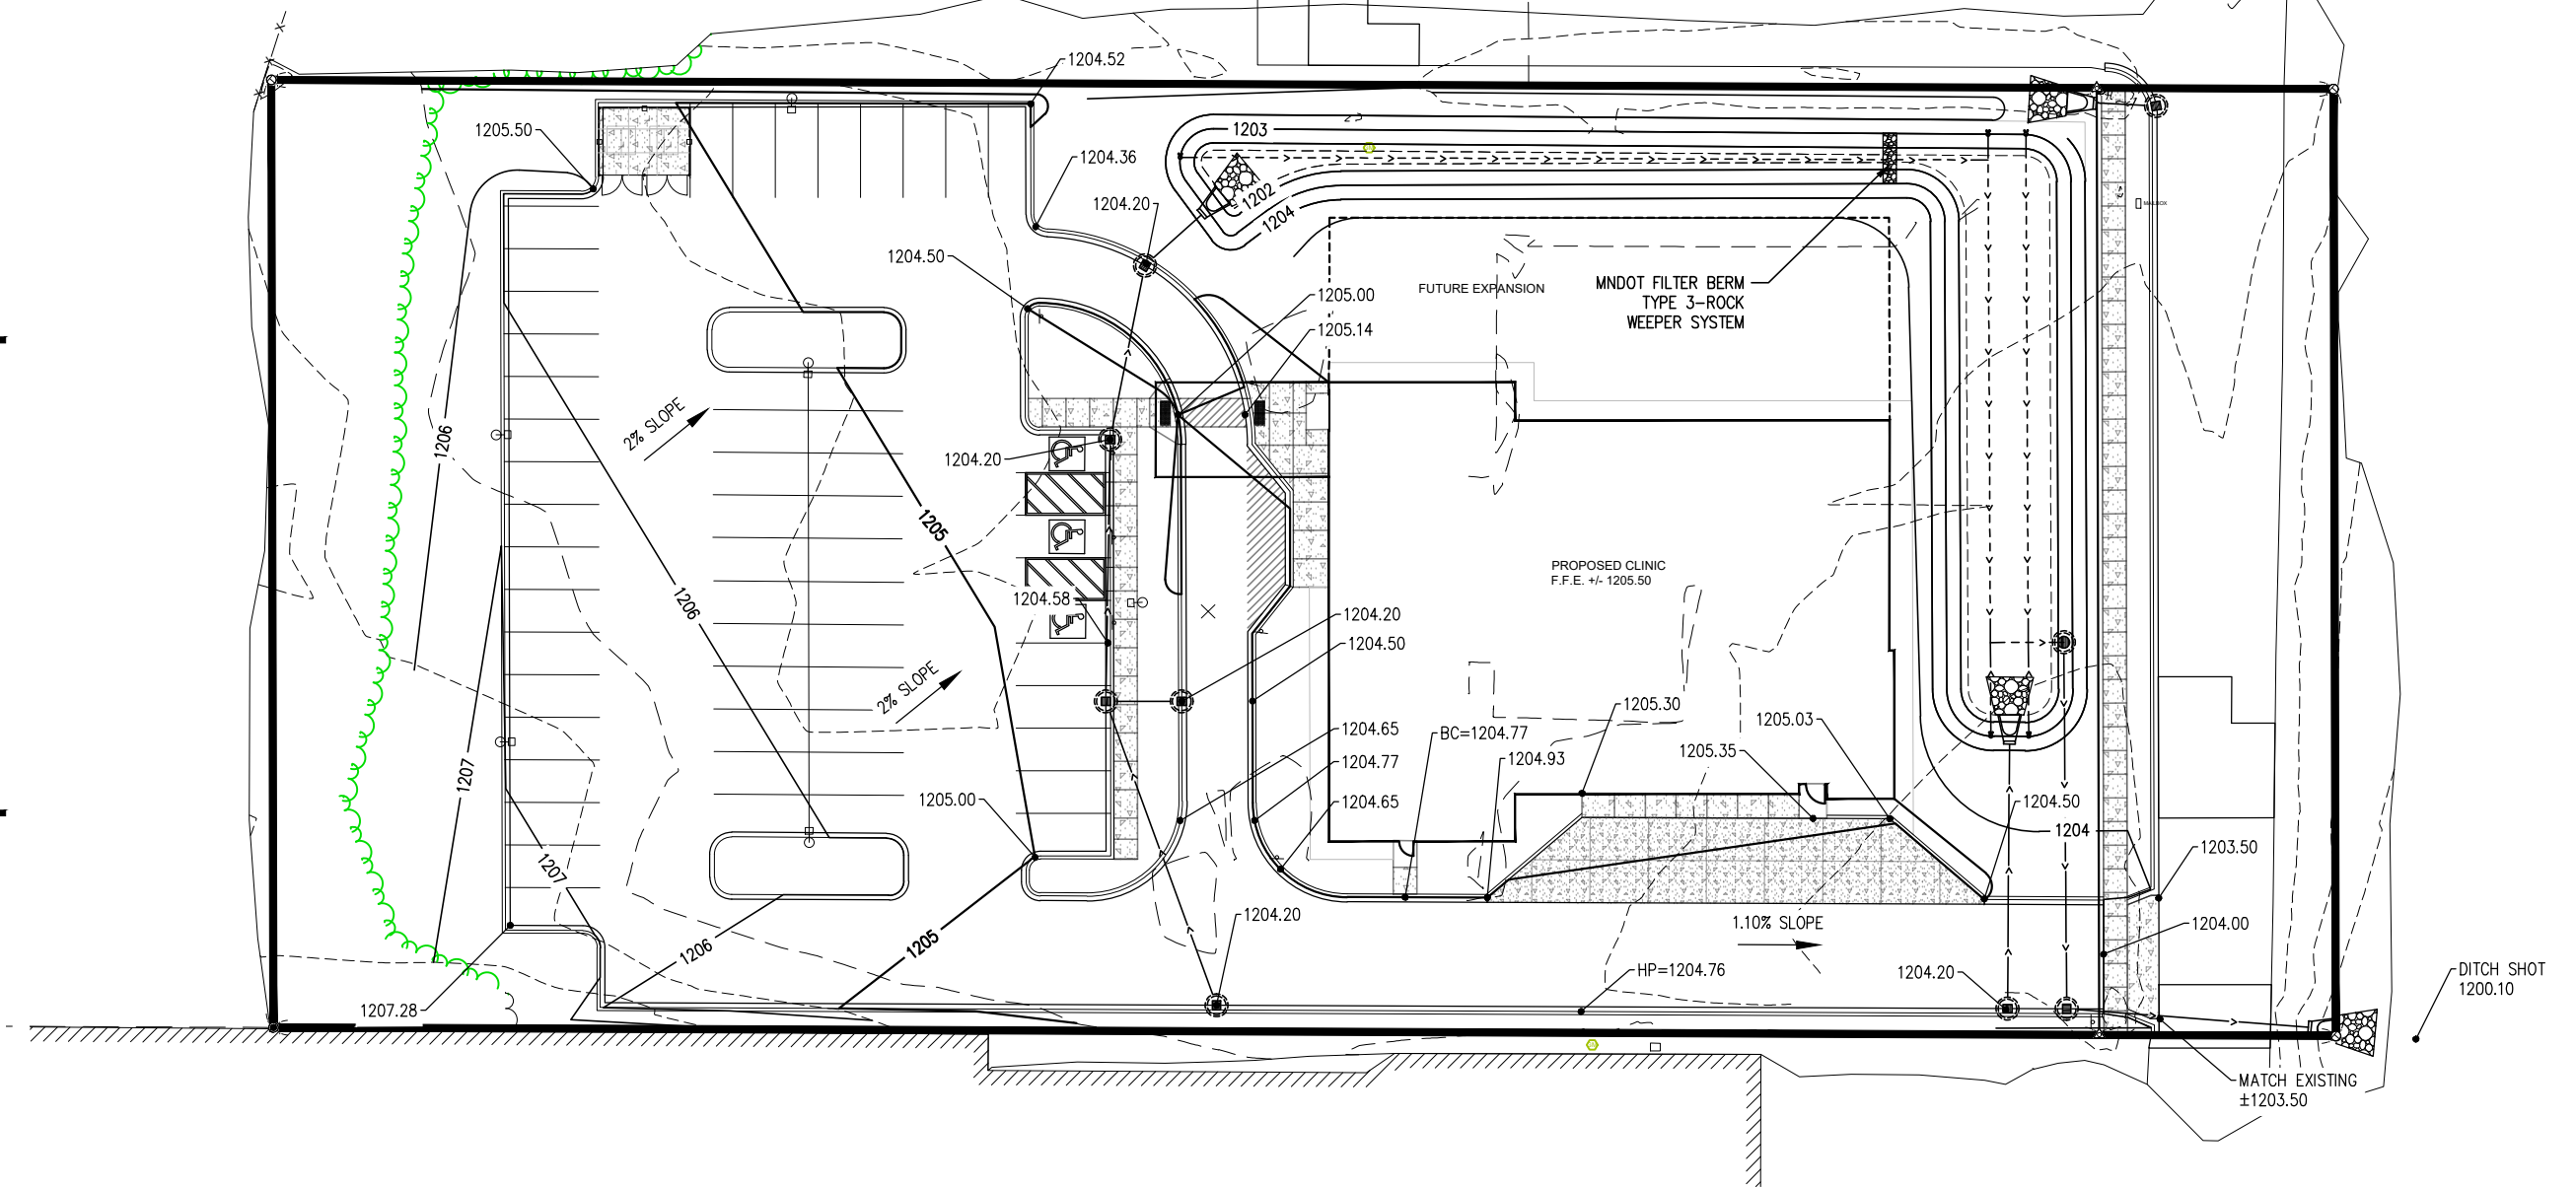 1204.52
1205.50
1203
1204.36
1202
1204.20
1204
MAILBOX
1204.50
MNDOT FILTER BERM
TYPE 3-ROCK
WEEPER SYSTEM
FUTURE EXPANSION
1205.00
1205.14
2% SLOPE
1206
1204.20
1205
PROPOSED CLINIC
F.F.E. +/- 1205.50
1206
1204.58
1204.20
1204.50
2% SLOPE
1205.30
1205.03
1204.65
BC=1204.77
1205.35
1204.93
1204.77
1207
1205.00
1204.65
1204.50
1204
1203.50
1207
1204.20
1.10% SLOPE
1204.00
1206
1205
HP=1204.76
1204.20
DITCH SHOT
1200.10
1207.28
MATCH EXISTING
±1203.50